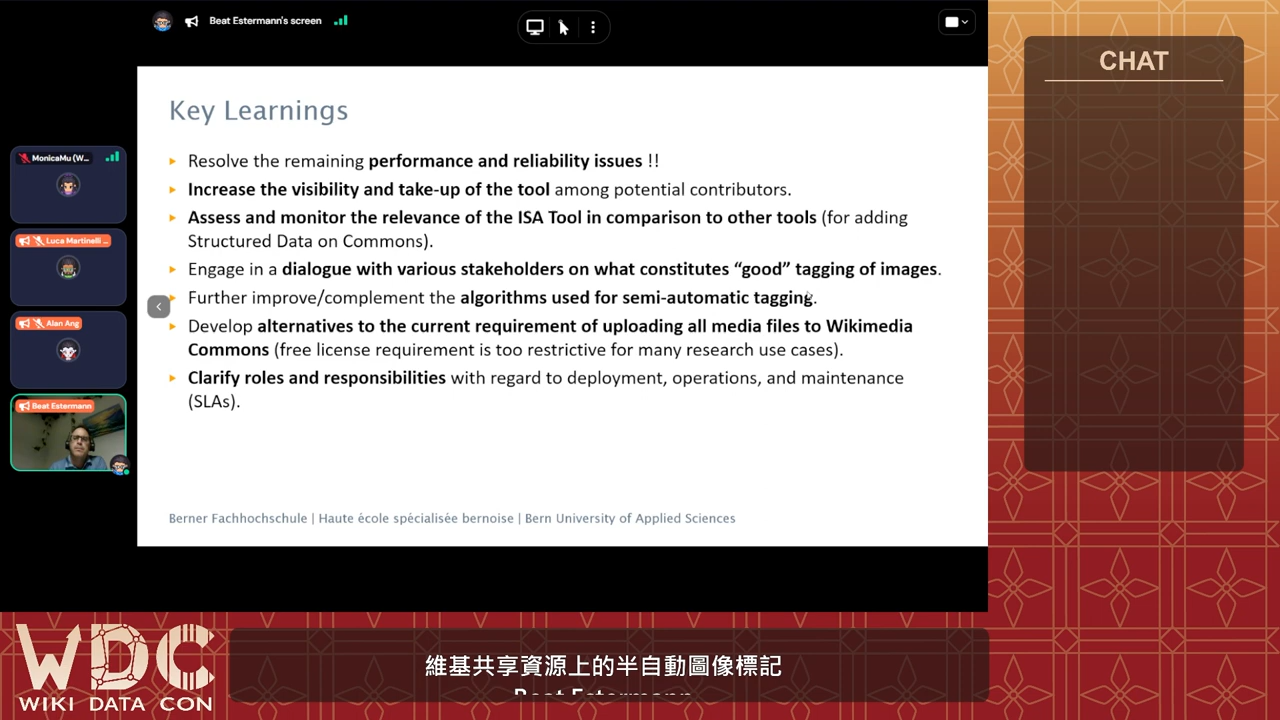 Beat Estermann's screen
CHAT
Key Learnings
Resolve the remaining performance and reliability issues !!
Increase the visibility and take-up of the tool among potential contributors.
Assess and monitor the relevance of the ISA Tool in comparison to other tools (for adding
Structured Data on Commons).
Engage in a dialogue with various stakeholders on what constitutes “good” tagging of images.
Further improve/complement the algorithms used for semi-automatic tagging.
Develop alternatives to the current requirement of uploading all media files to Wikimedia
Commons (free license requirement is too restrictive for many research use cases).
Clarify roles and responsibilities with regard to deployment, operations, and maintenance
(SLAs).
Berner Fachhochschule | Haute école spécialisée bernoise | Bern University of Applied Sciences
MonicaMu (W...
Luca Martinelli ...
Alan Ang
Beat Estermann
WDC
WIKI DATA CON
維基共享資源上的半自動圖像標記
Beat Estermann